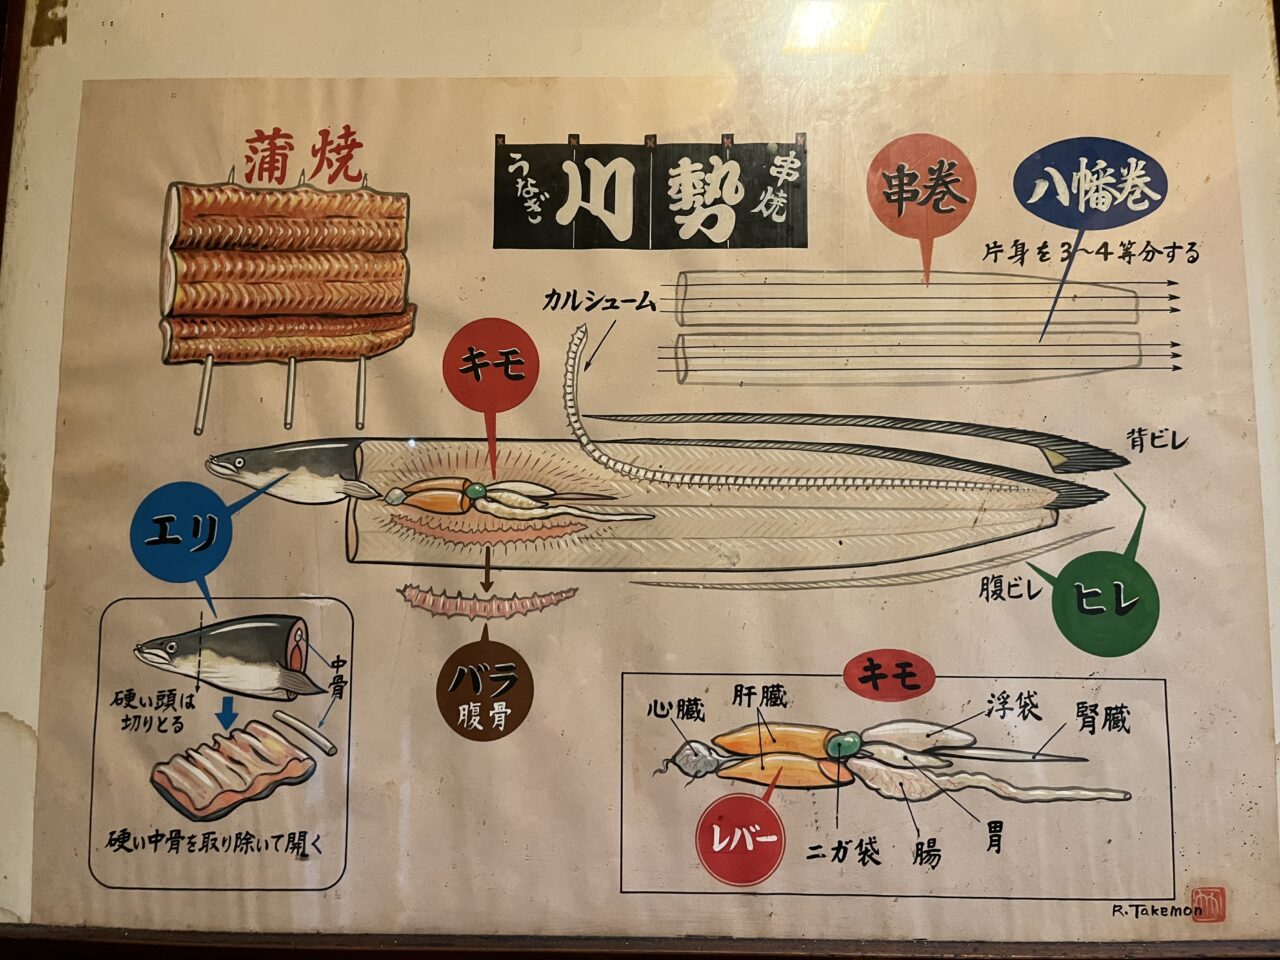 蒲焼
うなぎ
川勢
串焼
串巻
八幡巻
片身を3~4等分する
カルシューム
キモ
背ビレ
エリ
腹ビレ
ヒレ
バラ
腹骨
中骨
硬い頭は
切りとる
硬い中骨を取り除いて開く
キモ
心臓
肝臓
浮袋
腎臓
レバー
ニガ袋
腸
胃
R.Takemon